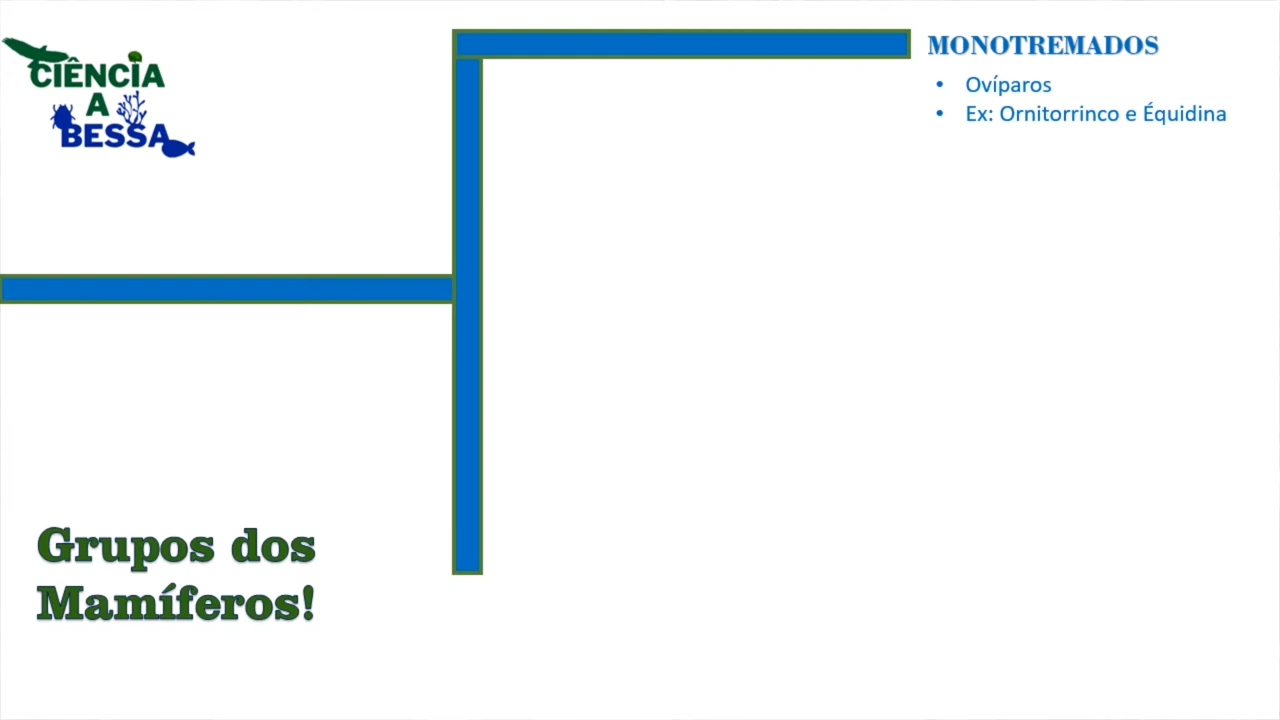 CIÊNCIA
A
BESSA
MONOTREMADOS
• Ovíparos
• Ex: Ornitorrinco e Équidina
Grupos dos
Mamíferos!